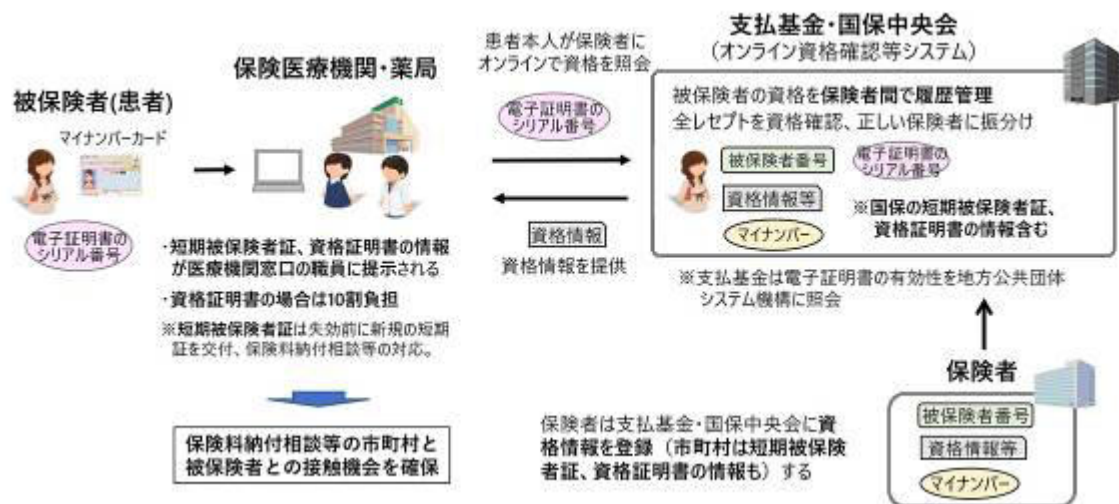 被保険者(患者)
マイナンバーカード
電子証明書の
シリアル番号
保険医療機関・薬局
・短期被保険者証、資格証明書の情報
が医療機関窓口の職員に提示される
・資格証明書の場合は10割負担
※短期被保険者証は失効前に新規の短期
証を交付、保険料納付相談等の対応。
保険料納付相談等の市町村と
被保険者との接触機会を確保
患者本人が保険者に
オンラインで資格を照会
電子証明書の
シリアル番号
資格情報
資格情報を提供
支払基金・国保中央会
(オンライン資格確認等システム)
被保険者の資格を保険者間で履歴管理
全レセプトを資格確認、正しい保険者に振分け
被保険者番号
電子証明書の
シリアル番号
資格情報等
マイナンバー
※国保の短期被保険者証、
資格証明書の情報含む
※支払基金は電子証明書の有効性を地方公共団体
システム機構に照会
保険者
被保険者番号
資格情報等
マイナンバー
保険者は支払基金・国保中央会に資
格情報を登録（市町村は短期被保険
者証、資格証明書の情報も）する